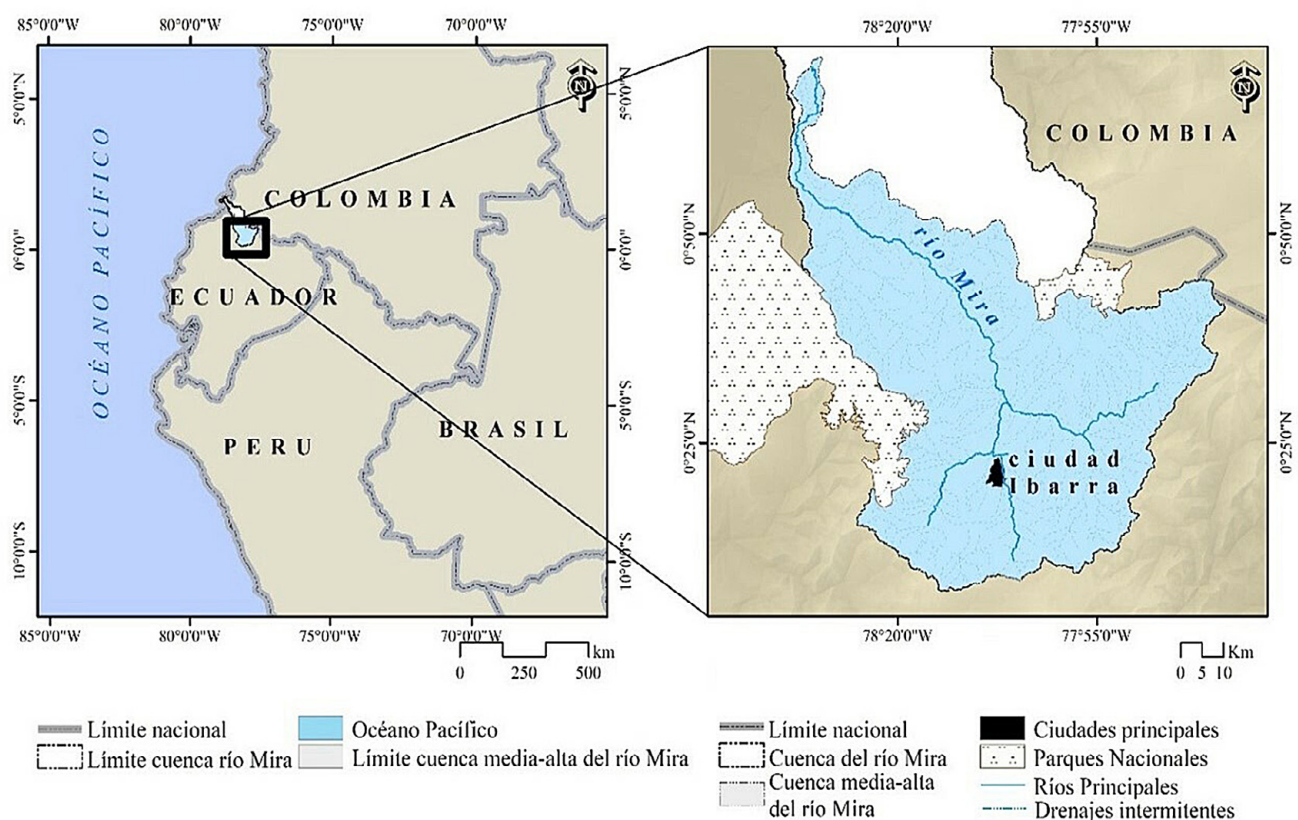 85°0'0"W
80°0'0"W
75°0'0"W
70°0'0"W
5°0'0"N
0°0'0"
5°0'0"S
10°0'0"S
OCÉANO PACÍFICO
N
COLOMBIA
ECUADOR
PERU
BRASIL
5°0'0"N
0°0'0"
5°0'0"S
10°0'0"S
85°0'0"W
80°0'0"W
75°0'0"W
70°0'0"W
km
0 250 500
78°20'0"W
77°55'0"W
N
COLOMBIA
0°50'0"N
0°50'0"N
río Mira
0°25'0"N
0°25'0"N
ciudad
Ibarra
78°20'0"W
77°55'0"W
Km
0 5 10
Límite nacional
Océano Pacífico
Límite cuenca río Mira
Límite cuenca media-alta del río Mira
Límite nacional
Cuenca del río Mira
Cuenca media-alta
del río Mira
Ciudades principales
Parques Nacionales
Ríos Principales
Drenajes intermitentes